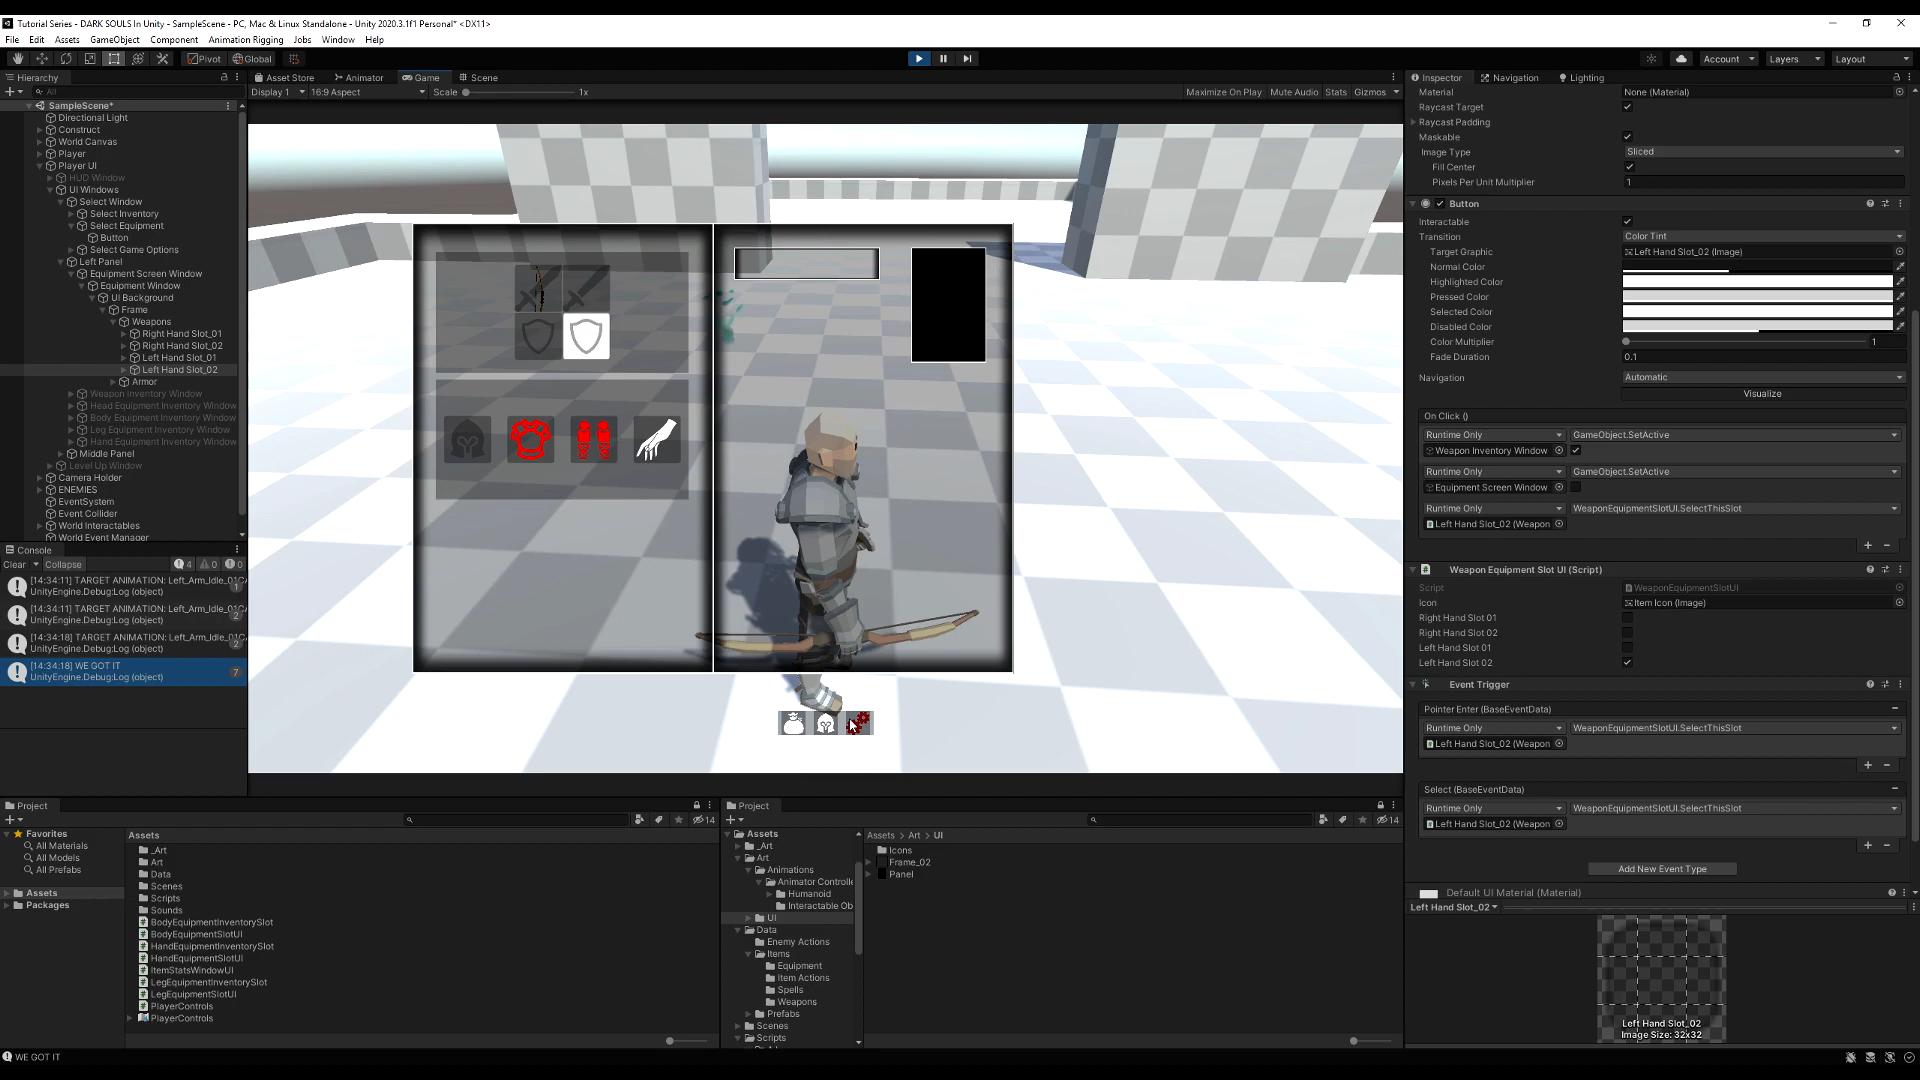 Tutorial Series - DARK SOULS In Unity - SampleScene - PC, Mac & Linux Standalone - Unity 2020.3.1f1 Personal* <DX11>
File Edit Assets GameObject Component Animation Rigging Jobs Window Help
Pivot Global Account Layers Layout
Hierarchy
All
SampleScene*
Directional Light
Construct
World Canvas
Player
Player UI
HUD Window
UI Windows
Select Window
Select Inventory
Select Equipment
Button
Select Game Options
Left Panel
Equipment Screen Window
Equipment Window
UI Background
Frame
Weapons
Right Hand Slot_01
Right Hand Slot_02
Left Hand Slot_01
Left Hand Slot_02
Armor
Weapon Inventory Window
Head Equipment Inventory Window
Body Equipment Inventory Window
Leg Equipment Inventory Window
Hand Equipment Inventory Window
Middle Panel
Level Up Window
Camera Holder
ENEMIES
EventSystem
Event Collider
World Interactables
World Event Manager
Console
Clear Collapse 4 0 0
[14:34:11] TARGET ANIMATION: Left_Arm_Idle_01
UnityEngine.Debug:Log (object) 1
[14:34:11] TARGET ANIMATION: Left_Arm_Idle_01
UnityEngine.Debug:Log (object) 2
[14:34:18] TARGET ANIMATION: Left_Arm_Idle_01
UnityEngine.Debug:Log (object) 2
[14:34:18] WE GOT IT
UnityEngine.Debug:Log (object) 7
Asset Store Animator Game Scene
Display 1 16:9 Aspect Scale 1x Maximize On Play Mute Audio Stats Gizmos
Inspector Navigation Lighting
Material None (Material)
Raycast Target
Raycast Padding
Maskable
Image Type Sliced
Fill Center
Pixels Per Unit Multiplier 1
Button
Interactable
Transition Color Tint
Target Graphic Left Hand Slot_02 (Image)
Normal Color
Highlighted Color
Pressed Color
Selected Color
Disabled Color
Color Multiplier 1
Fade Duration 0.1
Navigation Automatic
Visualize
On Click ()
Runtime Only GameObject.SetActive
Weapon Inventory Window
Runtime Only GameObject.SetActive
Equipment Screen Window
Runtime Only WeaponEquipmentSlotUI.SelectThisSlot
Left Hand Slot_02 (Weapon
Weapon Equipment Slot UI (Script)
Script WeaponEquipmentSlotUI
Icon Item Icon (Image)
Right Hand Slot 01
Right Hand Slot 02
Left Hand Slot 01
Left Hand Slot 02
Event Trigger
Pointer Enter (BaseEventData)
Runtime Only WeaponEquipmentSlotUI.SelectThisSlot
Left Hand Slot_02 (Weapon
Select (BaseEventData)
Runtime Only WeaponEquipmentSlotUI.SelectThisSlot
Left Hand Slot_02 (Weapon
Add New Event Type
Default UI Material (Material)
Left Hand Slot_02
Left Hand Slot_02
Image Size: 32x32
Project
14
Favorites
All Materials
All Models
All Prefabs
Assets
Packages
Assets
_Art
Art
Data
Scenes
Scripts
Sounds
BodyEquipmentInventorySlot
BodyEquipmentSlotUI
HandEquipmentInventorySlot
HandEquipmentSlotUI
ItemStatsWindowUI
LegEquipmentInventorySlot
LegEquipmentSlotUI
PlayerControls
PlayerControls
Project
14
Assets
_Art
Art
Animations
Animator Controlle
Humanoid
Interactable Ob
UI
Data
Enemy Actions
Items
Equipment
Item Actions
Spells
Weapons
Prefabs
Scenes
Scripts
Assets > Art > UI
Icons
Frame_02
Panel
WE GOT IT